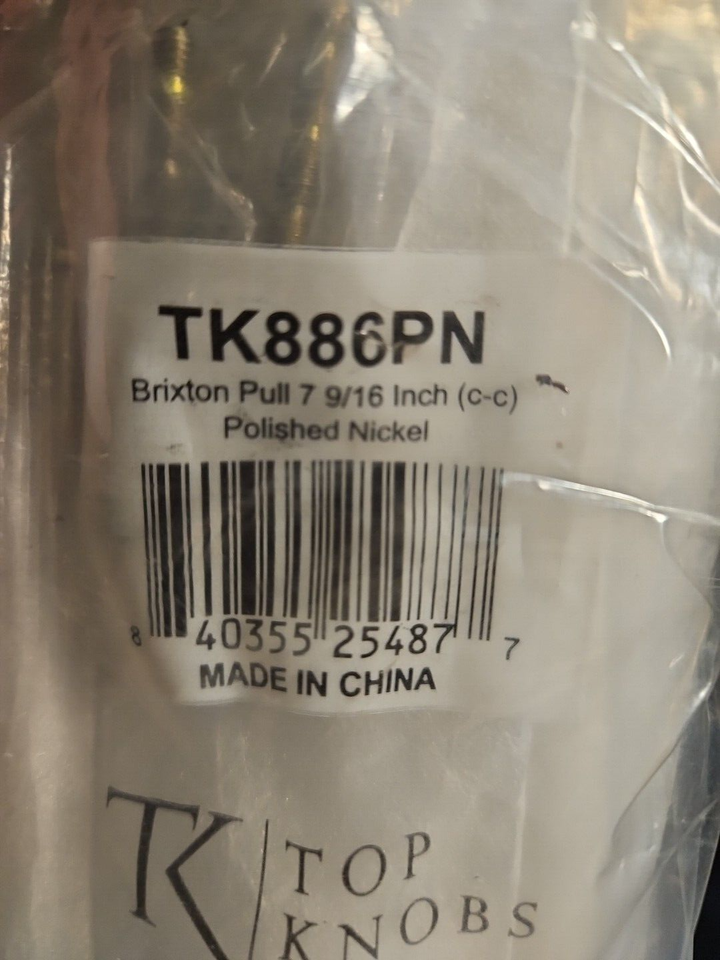 TK886PN
Brixton Pull 7 9/16 Inch (c-c)
Polished Nickel
8 40355 25487 7
MADE IN CHINA
TK TOP
KNOBS